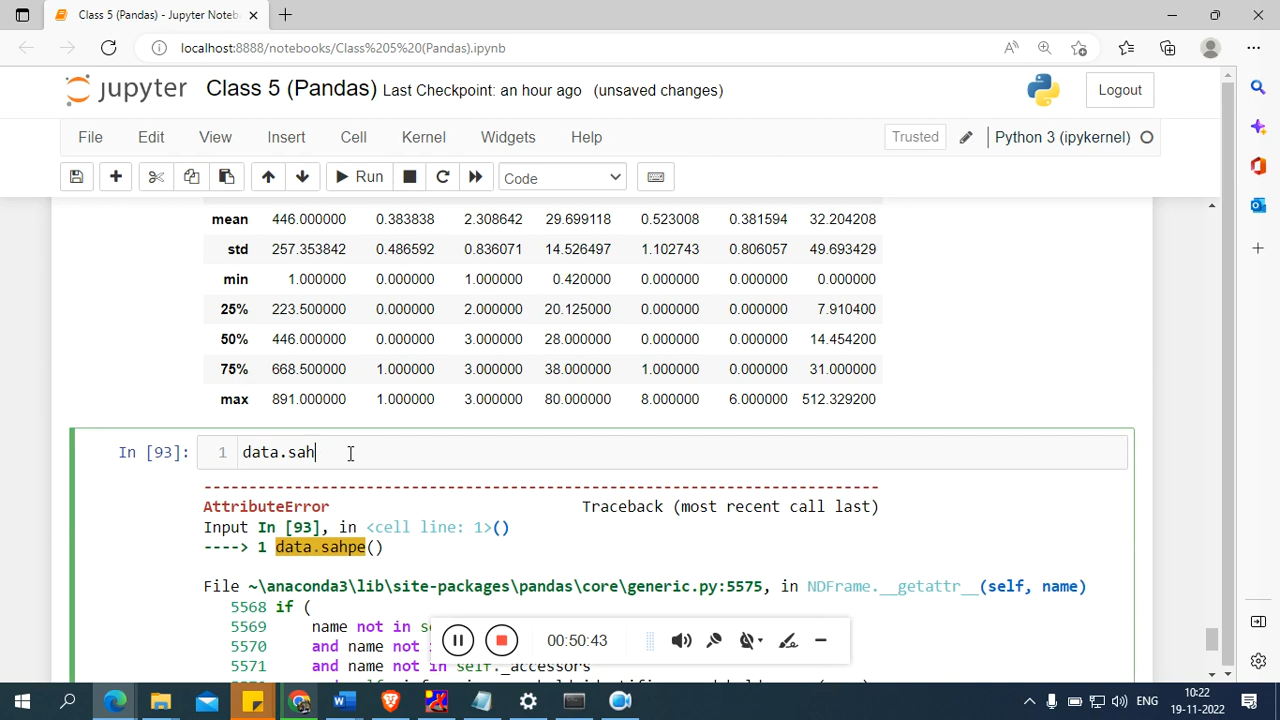 Class 5 (Pandas) - Jupyter Noteb
localhost:8888/notebooks/Class%205%20(Pandas).ipynb
jupyter Class 5 (Pandas) Last Checkpoint: an hour ago (unsaved changes)
Logout
File Edit View Insert Cell Kernel Widgets Help Trusted Python 3 (ipykernel)
Run Code
mean 446.000000 0.383838 2.308642 29.699118 0.523008 0.381594 32.204208
std 257.353842 0.486592 0.836071 14.526497 1.102743 0.806057 49.693429
min 1.000000 0.000000 1.000000 0.420000 0.000000 0.000000 0.000000
25% 223.500000 0.000000 2.000000 20.125000 0.000000 0.000000 7.910400
50% 446.000000 0.000000 3.000000 28.000000 0.000000 0.000000 14.454200
75% 668.500000 1.000000 3.000000 38.000000 1.000000 0.000000 31.000000
max 891.000000 1.000000 3.000000 80.000000 8.000000 6.000000 512.329200
In [93]: 1 data.sah
---------------------------------------------------------------------------
AttributeError Traceback (most recent call last)
Input In [93], in <cell line: 1>()
----> 1 data.sahpe()
File ~\anaconda3\lib\site-packages\pandas\core\generic.py:5575, in NDFrame.__getattr__(self, name)
5568 if (
5569 name not in
5570 and name not
5571 and name not in self._accessors
00:50:43
ENG
10:22
19-11-2022